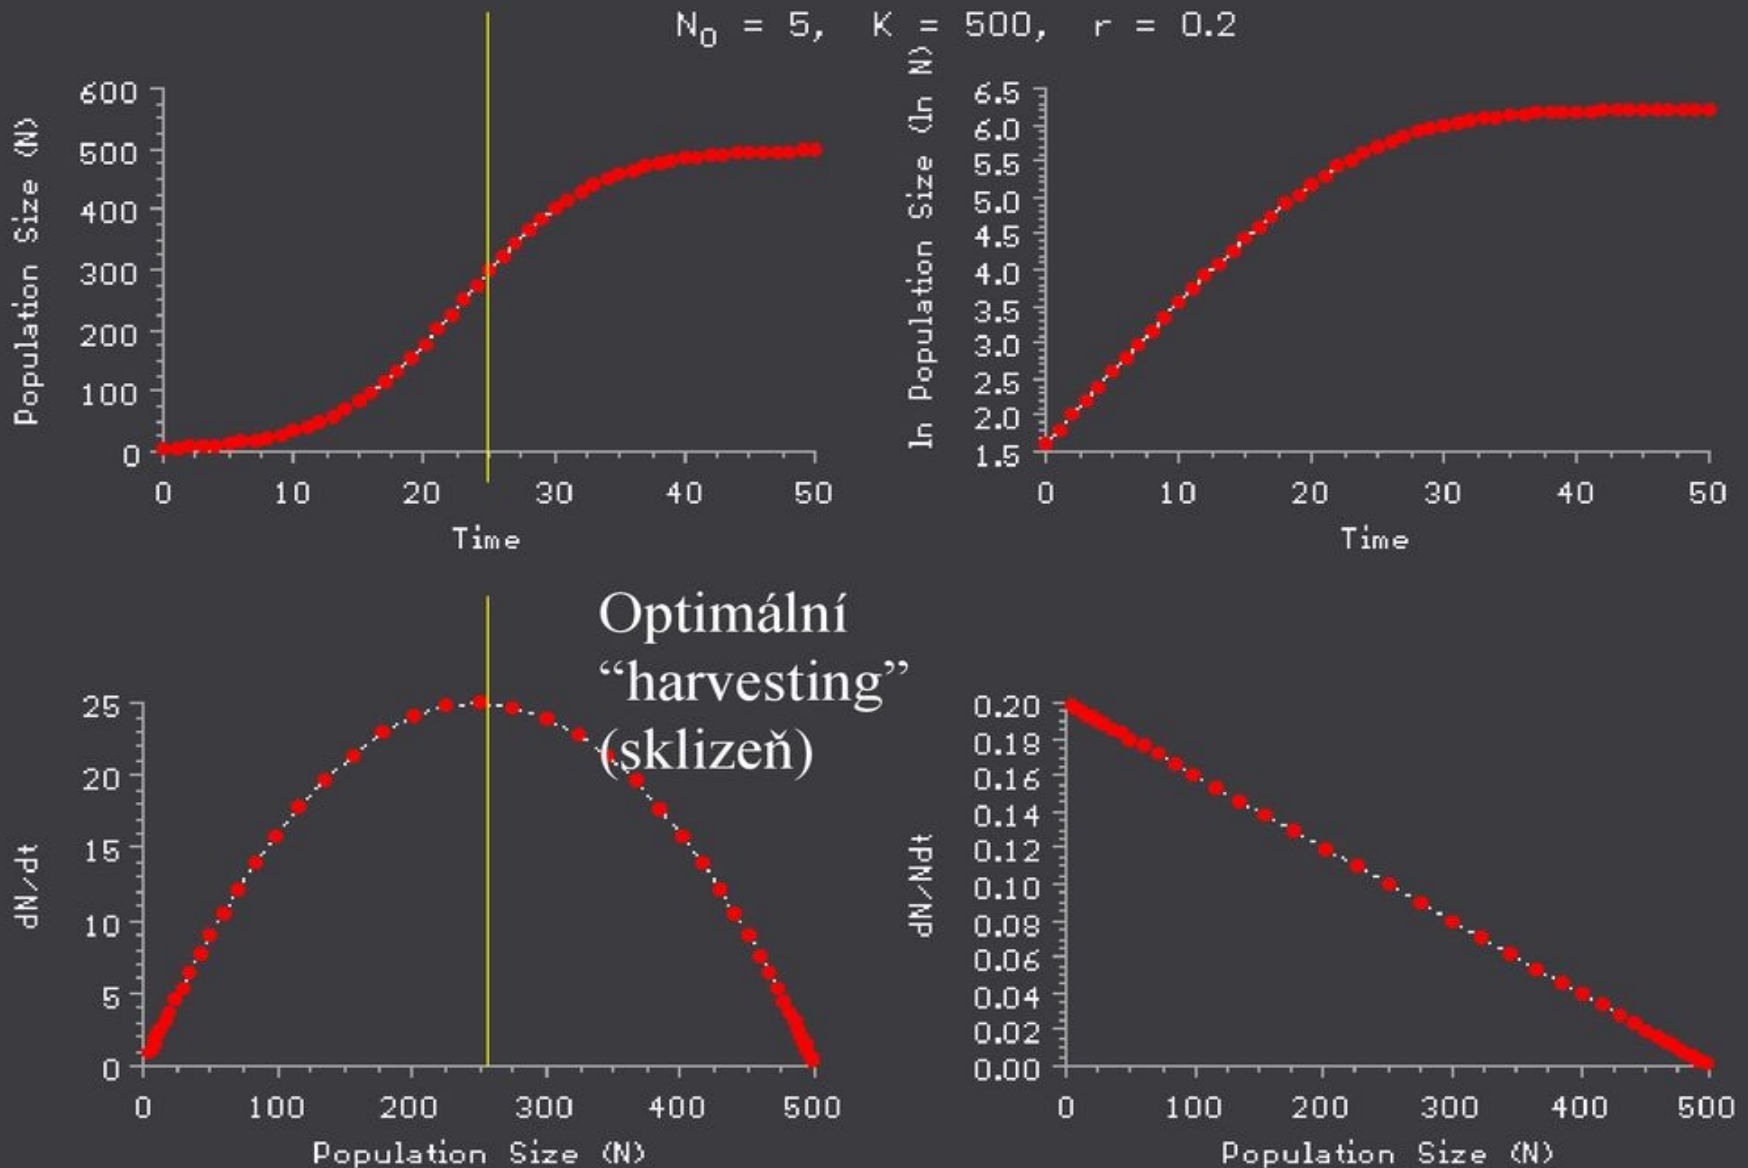 N₀ = 5, K = 500, r = 0.2
Population Size (N)
600
500
400
300
200
100
0
0 10 20 30 40 50
Time
ln Population Size (ln N)
6.5
6.0
5.5
5.0
4.5
4.0
3.5
3.0
2.5
2.0
1.5
0 10 20 30 40 50
Time
Optimální
“harvesting”
(sklizeň)
dN/dt
25
20
15
10
5
0
0 100 200 300 400 500
Population Size (N)
dN/Ndt
0.20
0.18
0.16
0.14
0.12
0.10
0.08
0.06
0.04
0.02
0.00
0 100 200 300 400 500
Population Size (N)